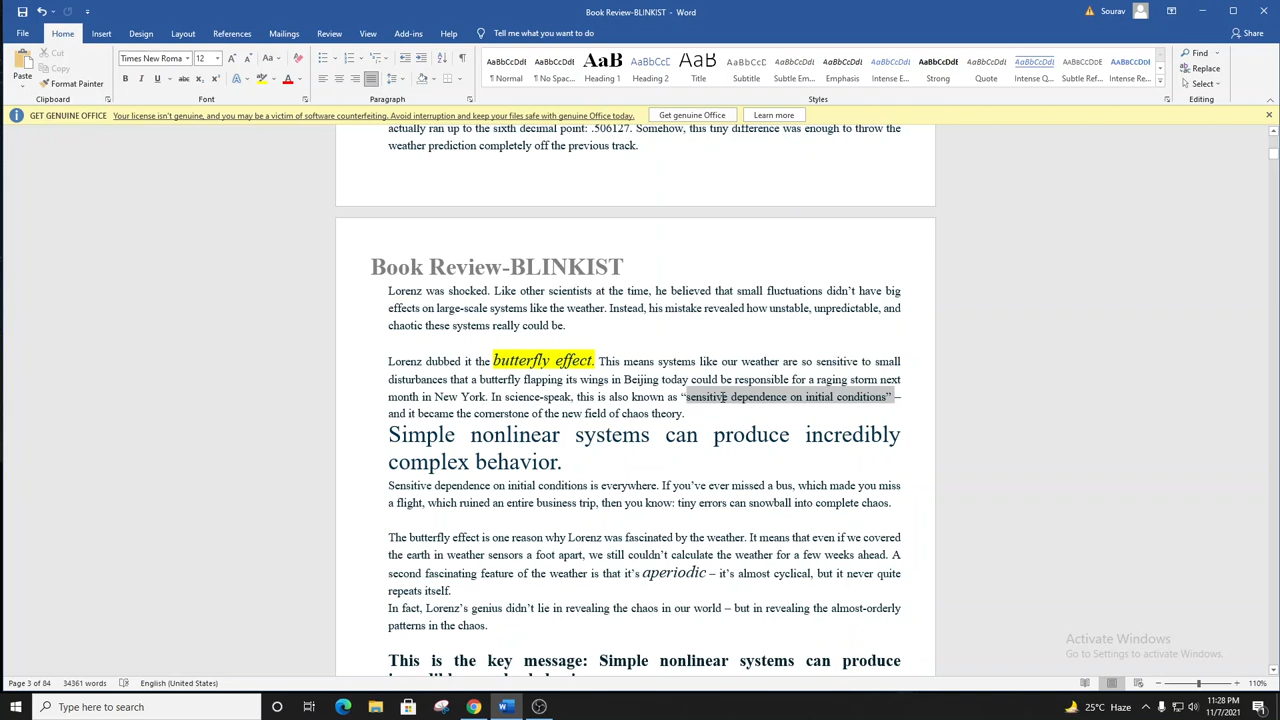 Book Review-BLINKIST - Word
Sourav
File Home Insert Design Layout References Mailings Review View Add-ins Help Tell me what you want to do Share
Cut
Copy
Format Painter
Paste
Times New Roma 12
AaBbCcDd AaBbCcDd AaB AaBbCcD AaB AaBbCcD AaBbCcDd AaBbCcDd AaBbCcDd AaBbCcDd AaBbCcDd AaBbCcDd AaBbCcDd
¶ Normal ¶ No Spac... Heading 1 Heading 2 Title Subtitle Subtle Em... Emphasis Intense E... Strong Quote Intense Q... Subtle Ref... Intense Re...
Find
Replace
Select
Clipboard Font Paragraph Styles Editing
GET GENUINE OFFICE Your license isn't genuine, and you may be a victim of software counterfeiting. Avoid interruption and keep your files safe with genuine Office today. Get genuine Office Learn more
actually ran up to the sixth decimal point: .506127. Somehow, this tiny difference was enough to throw the
weather prediction completely off the previous track.
Book Review-BLINKIST
Lorenz was shocked. Like other scientists at the time, he believed that small fluctuations didn’t have big
effects on large-scale systems like the weather. Instead, his mistake revealed how unstable, unpredictable, and
chaotic these systems really could be.
Lorenz dubbed it the butterfly effect. This means systems like our weather are so sensitive to small
disturbances that a butterfly flapping its wings in Beijing today could be responsible for a raging storm next
month in New York. In science-speak, this is also known as “sensitive dependence on initial conditions” –
and it became the cornerstone of the new field of chaos theory.
Simple nonlinear systems can produce incredibly
complex behavior.
Sensitive dependence on initial conditions is everywhere. If you’ve ever missed a bus, which made you miss
a flight, which ruined an entire business trip, then you know: tiny errors can snowball into complete chaos.
The butterfly effect is one reason why Lorenz was fascinated by the weather. It means that even if we covered
the earth in weather sensors a foot apart, we still couldn’t calculate the weather for a few weeks ahead. A
second fascinating feature of the weather is that it’s aperiodic – it’s almost cyclical, but it never quite
repeats itself.
In fact, Lorenz’s genius didn’t lie in revealing the chaos in our world – but in revealing the almost-orderly
patterns in the chaos.
This is the key message: Simple nonlinear systems can produce
Activate Windows
Go to Settings to activate Windows.
Page 3 of 84 34361 words English (United States) 110%
Type here to search
25°C Haze
11:28 PM
11/7/2021